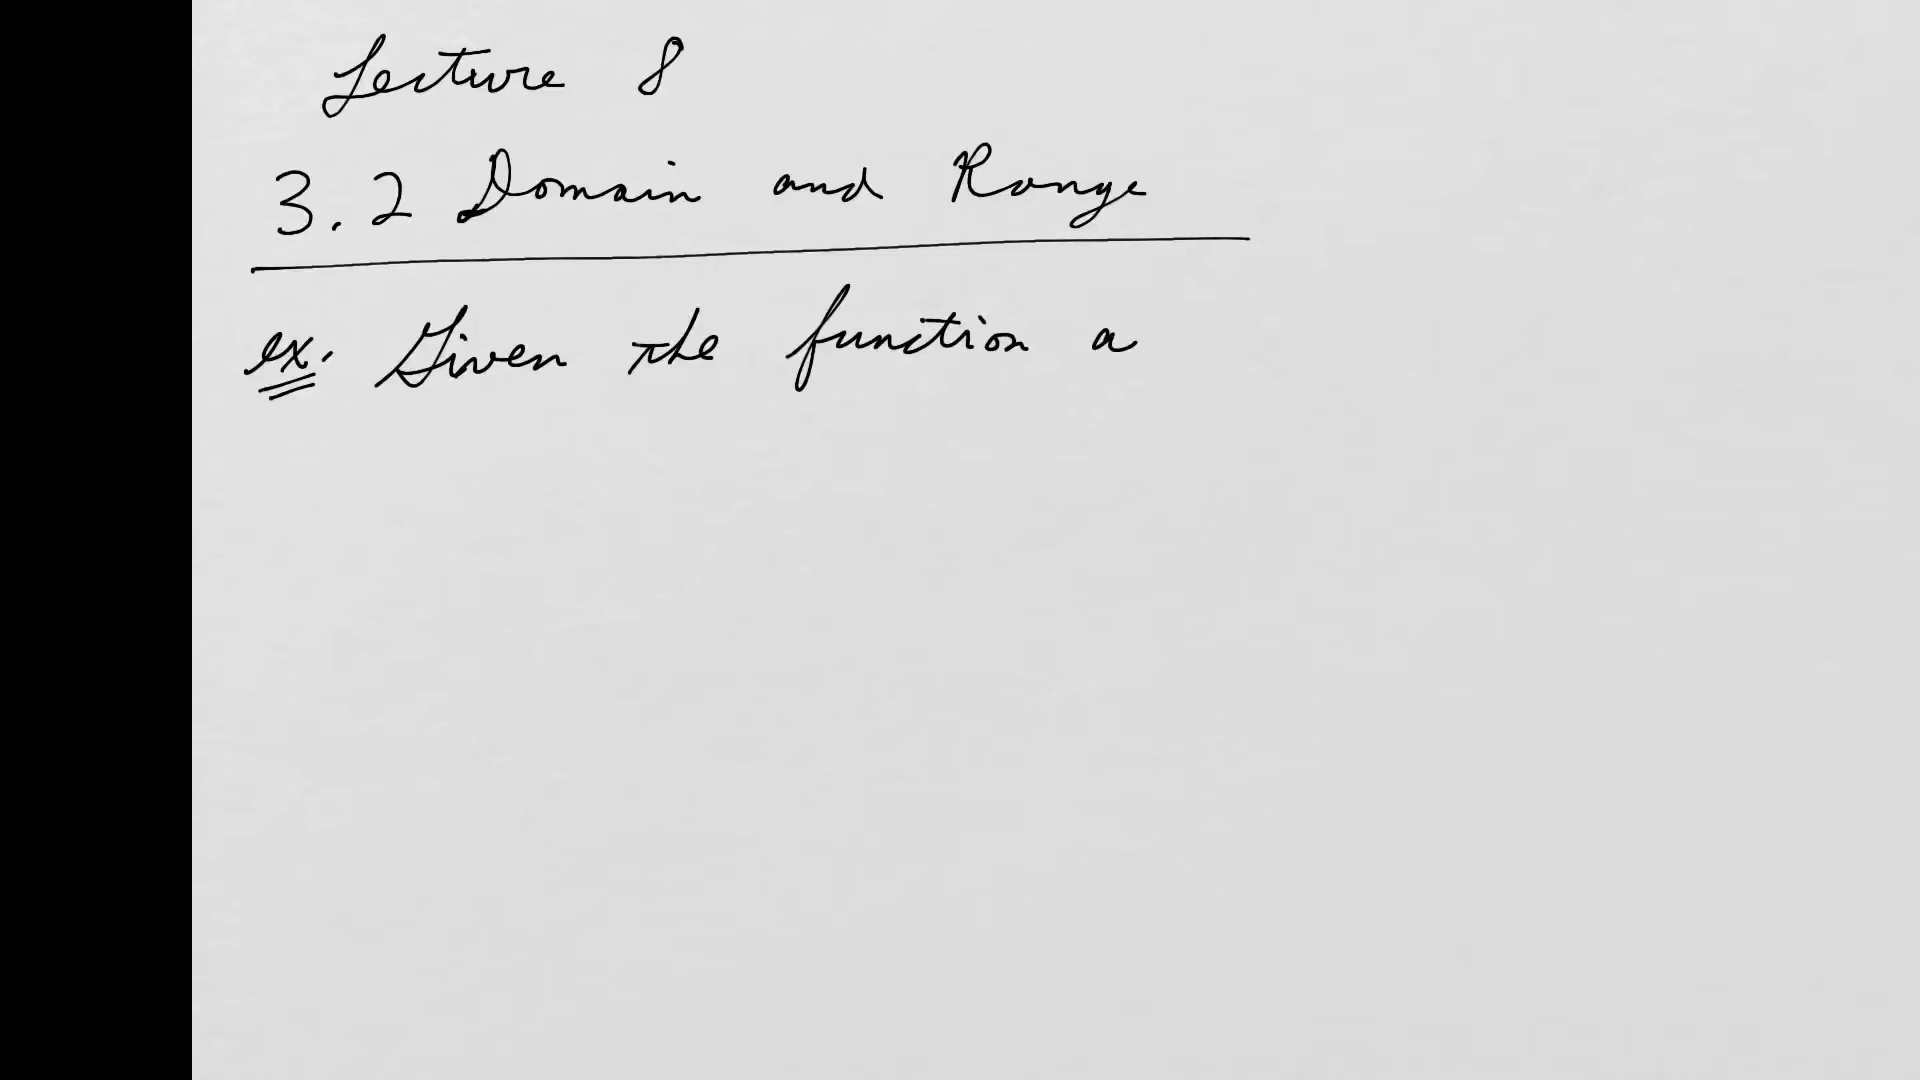 Lecture 8
3.2 Domain and Range
ex. Given the function a